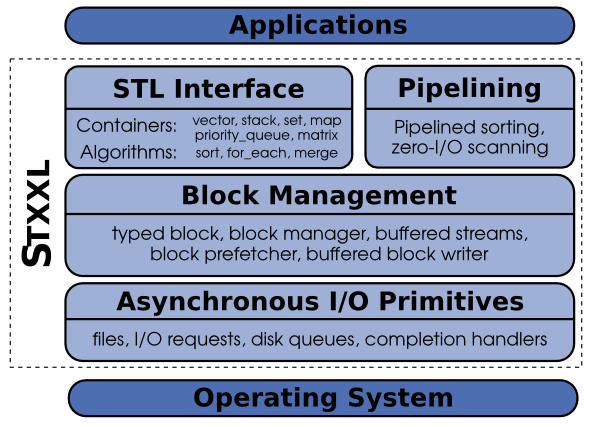 Applications
STXXL
STL Interface
Containers: vector, stack, set, map
priority_queue, matrix
Algorithms: sort, for_each, merge
Pipelining
Pipelined sorting,
zero-I/O scanning
Block Management
typed block, block manager, buffered streams,
block prefetcher, buffered block writer
Asynchronous I/O Primitives
files, I/O requests, disk queues, completion handlers
Operating System